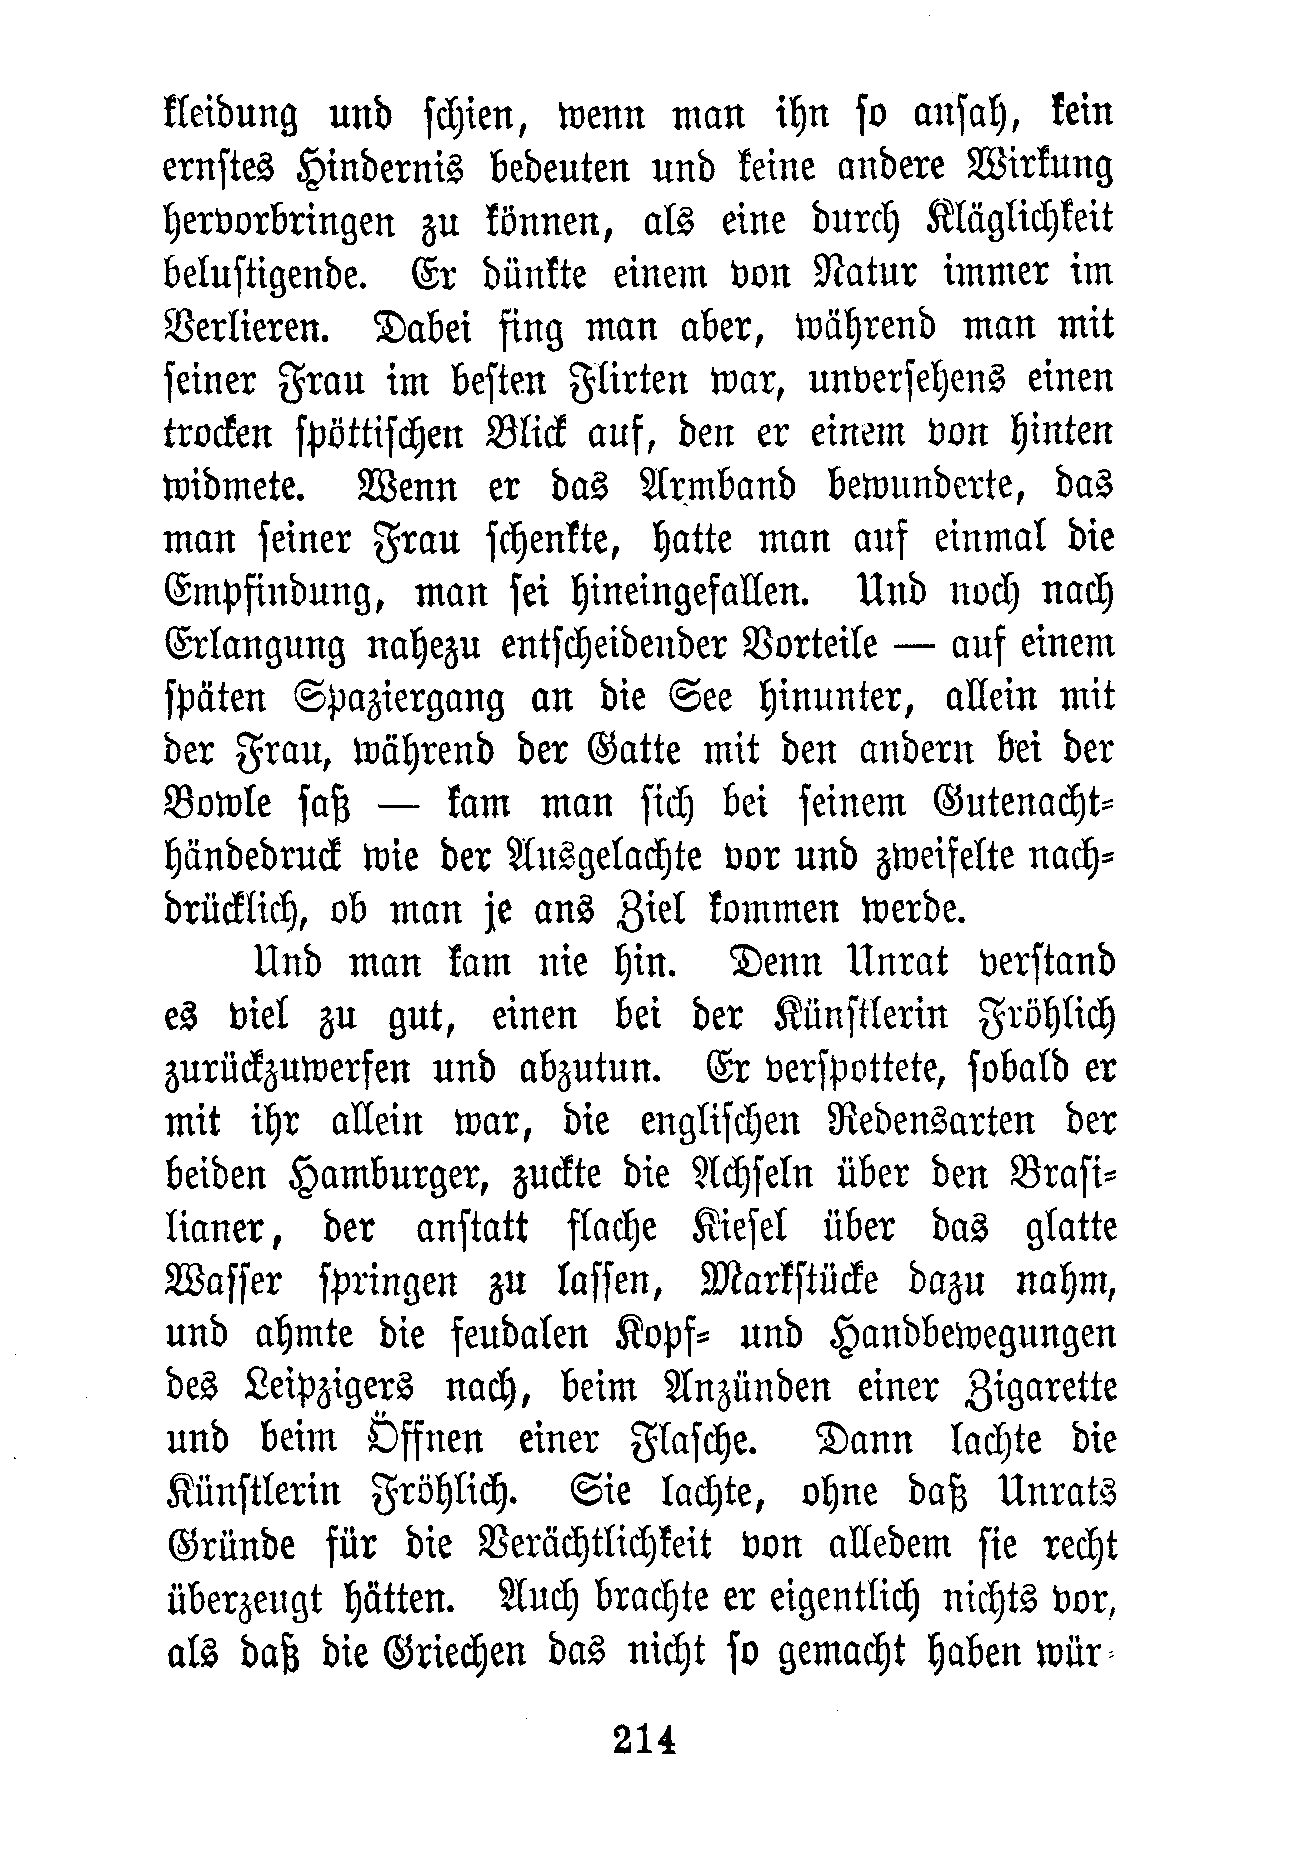 kleidung und schien, wenn man ihn so ansah, kein
ernstes Hindernis bedeuten und keine andere Wirkung
hervorbringen zu können, als eine durch Kläglichkeit
belustigende. Er dünkte einem von Natur immer im
Verlieren. Dabei fing man aber, während man mit
seiner Frau im besten Flirten war, unversehens einen
trocken spöttischen Blick auf, den er einem von hinten
widmete. Wenn er das Armband bewunderte, das
man seiner Frau schenkte, hatte man auf einmal die
Empfindung, man sei hineingefallen. Und noch nach
Erlangung nahezu entscheidender Vorteile — auf einem
späten Spaziergang an die See hinunter, allein mit
der Frau, während der Gatte mit den andern bei der
Bowle saß — kam man sich bei seinem Gutenacht-
händedruck wie der Ausgelachte vor und zweifelte nach-
drücklich, ob man je ans Ziel kommen werde.
Und man kam nie hin. Denn Unrat verstand
es viel zu gut, einen bei der Künstlerin Fröhlich
zurückzuwerfen und abzutun. Er verspottete, sobald er
mit ihr allein war, die englischen Redensarten der
beiden Hamburger, zuckte die Achseln über den Brasi-
lianer, der anstatt flache Kiesel über das glatte
Wasser springen zu lassen, Markstücke dazu nahm,
und ahmte die feudalen Kopf- und Handbewegungen
des Leipzigers nach, beim Anzünden einer Zigarette
und beim Öffnen einer Flasche. Dann lachte die
Künstlerin Fröhlich. Sie lachte, ohne daß Unrats
Gründe für die Verächtlichkeit von alledem sie recht
überzeugt hätten. Auch brachte er eigentlich nichts vor,
als daß die Griechen das nicht so gemacht haben wür-
214